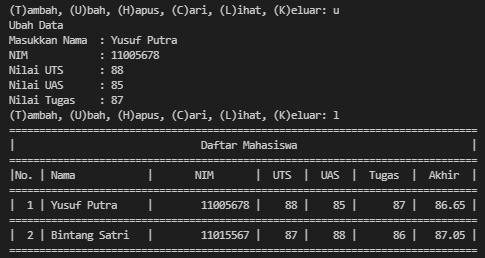 (T)ambah, (U)bah, (H)apus, (C)ari, (L)ihat, (K)eluar: u
Ubah Data
Masukkan Nama  : Yusuf Putra
NIM            : 11005678
Nilai UTS      : 88
Nilai UAS      : 85
Nilai Tugas    : 87
(T)ambah, (U)bah, (H)apus, (C)ari, (L)ihat, (K)eluar: l
==============================================================================
|                               Daftar Mahasiswa                             |
==============================================================================
|No. | Nama            |       NIM       |  UTS  |  UAS  |  Tugas  |  Akhir  |
==============================================================================
|  1 | Yusuf Putra     |        11005678 |    88 |    85 |      87 |   86.65 |
==============================================================================
|  2 | Bintang Satri   |        11015567 |    87 |    88 |      86 |   87.05 |
==============================================================================